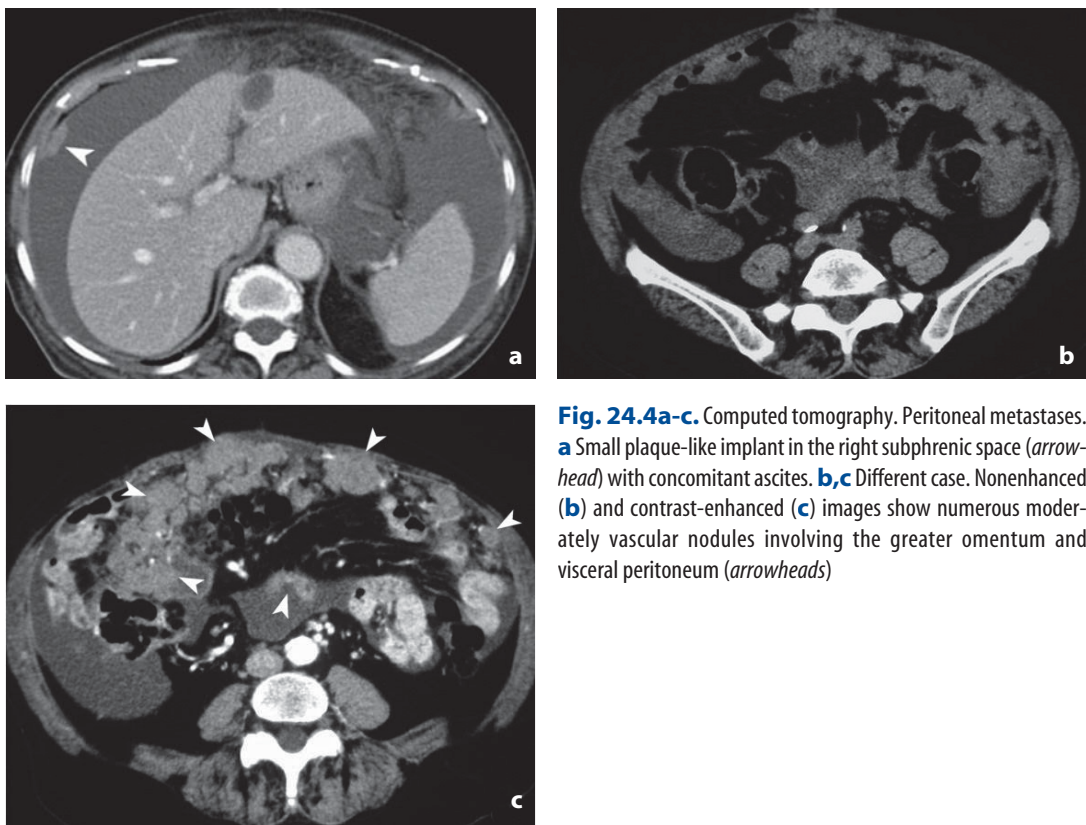 a
b
c
Fig. 24.4a-c. Computed tomography. Peritoneal metastases.
a Small plaque-like implant in the right subphrenic space (arrow-
head) with concomitant ascites. b,c Different case. Nonenhanced
(b) and contrast-enhanced (c) images show numerous moder-
ately vascular nodules involving the greater omentum and
visceral peritoneum (arrowheads)